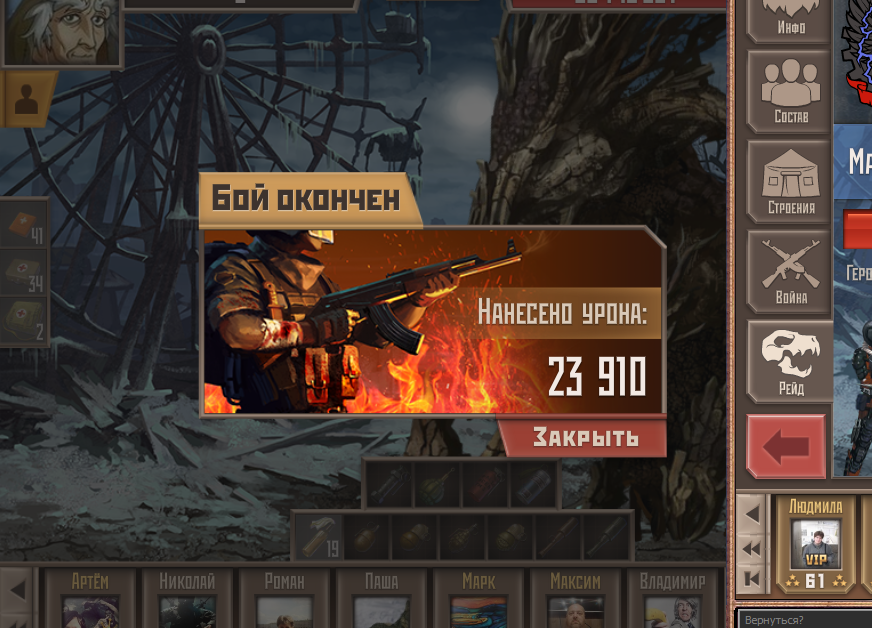 Инфо
Состав
Строения
Война
Рейд
41
34
2
Бой окончен
Нанесено урона:
23 910
Закрыть
19
Артём
Николай
Роман
Паша
Марк
Максим
Владимир
Людмила
VIP
61
Вернуться?